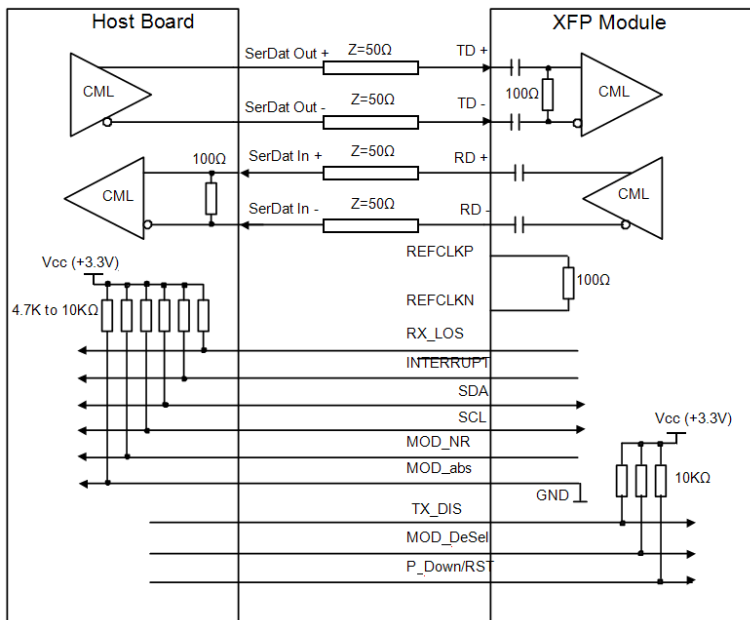 Host Board
XFP Module
SerDat Out +
Z=50Ω
TD +
CML
100Ω
CML
SerDat Out -
Z=50Ω
TD -
SerDat In +
Z=50Ω
RD +
100Ω
CML
CML
SerDat In -
Z=50Ω
RD -
REFCLKP
Vcc (+3.3V)
100Ω
REFCLKN
4.7K to 10KΩ
RX_LOS
INTERRUPT
SDA
SCL
Vcc (+3.3V)
MOD_NR
MOD_abs
10KΩ
GND
TX_DIS
MOD_DeSel
P_Down/RST